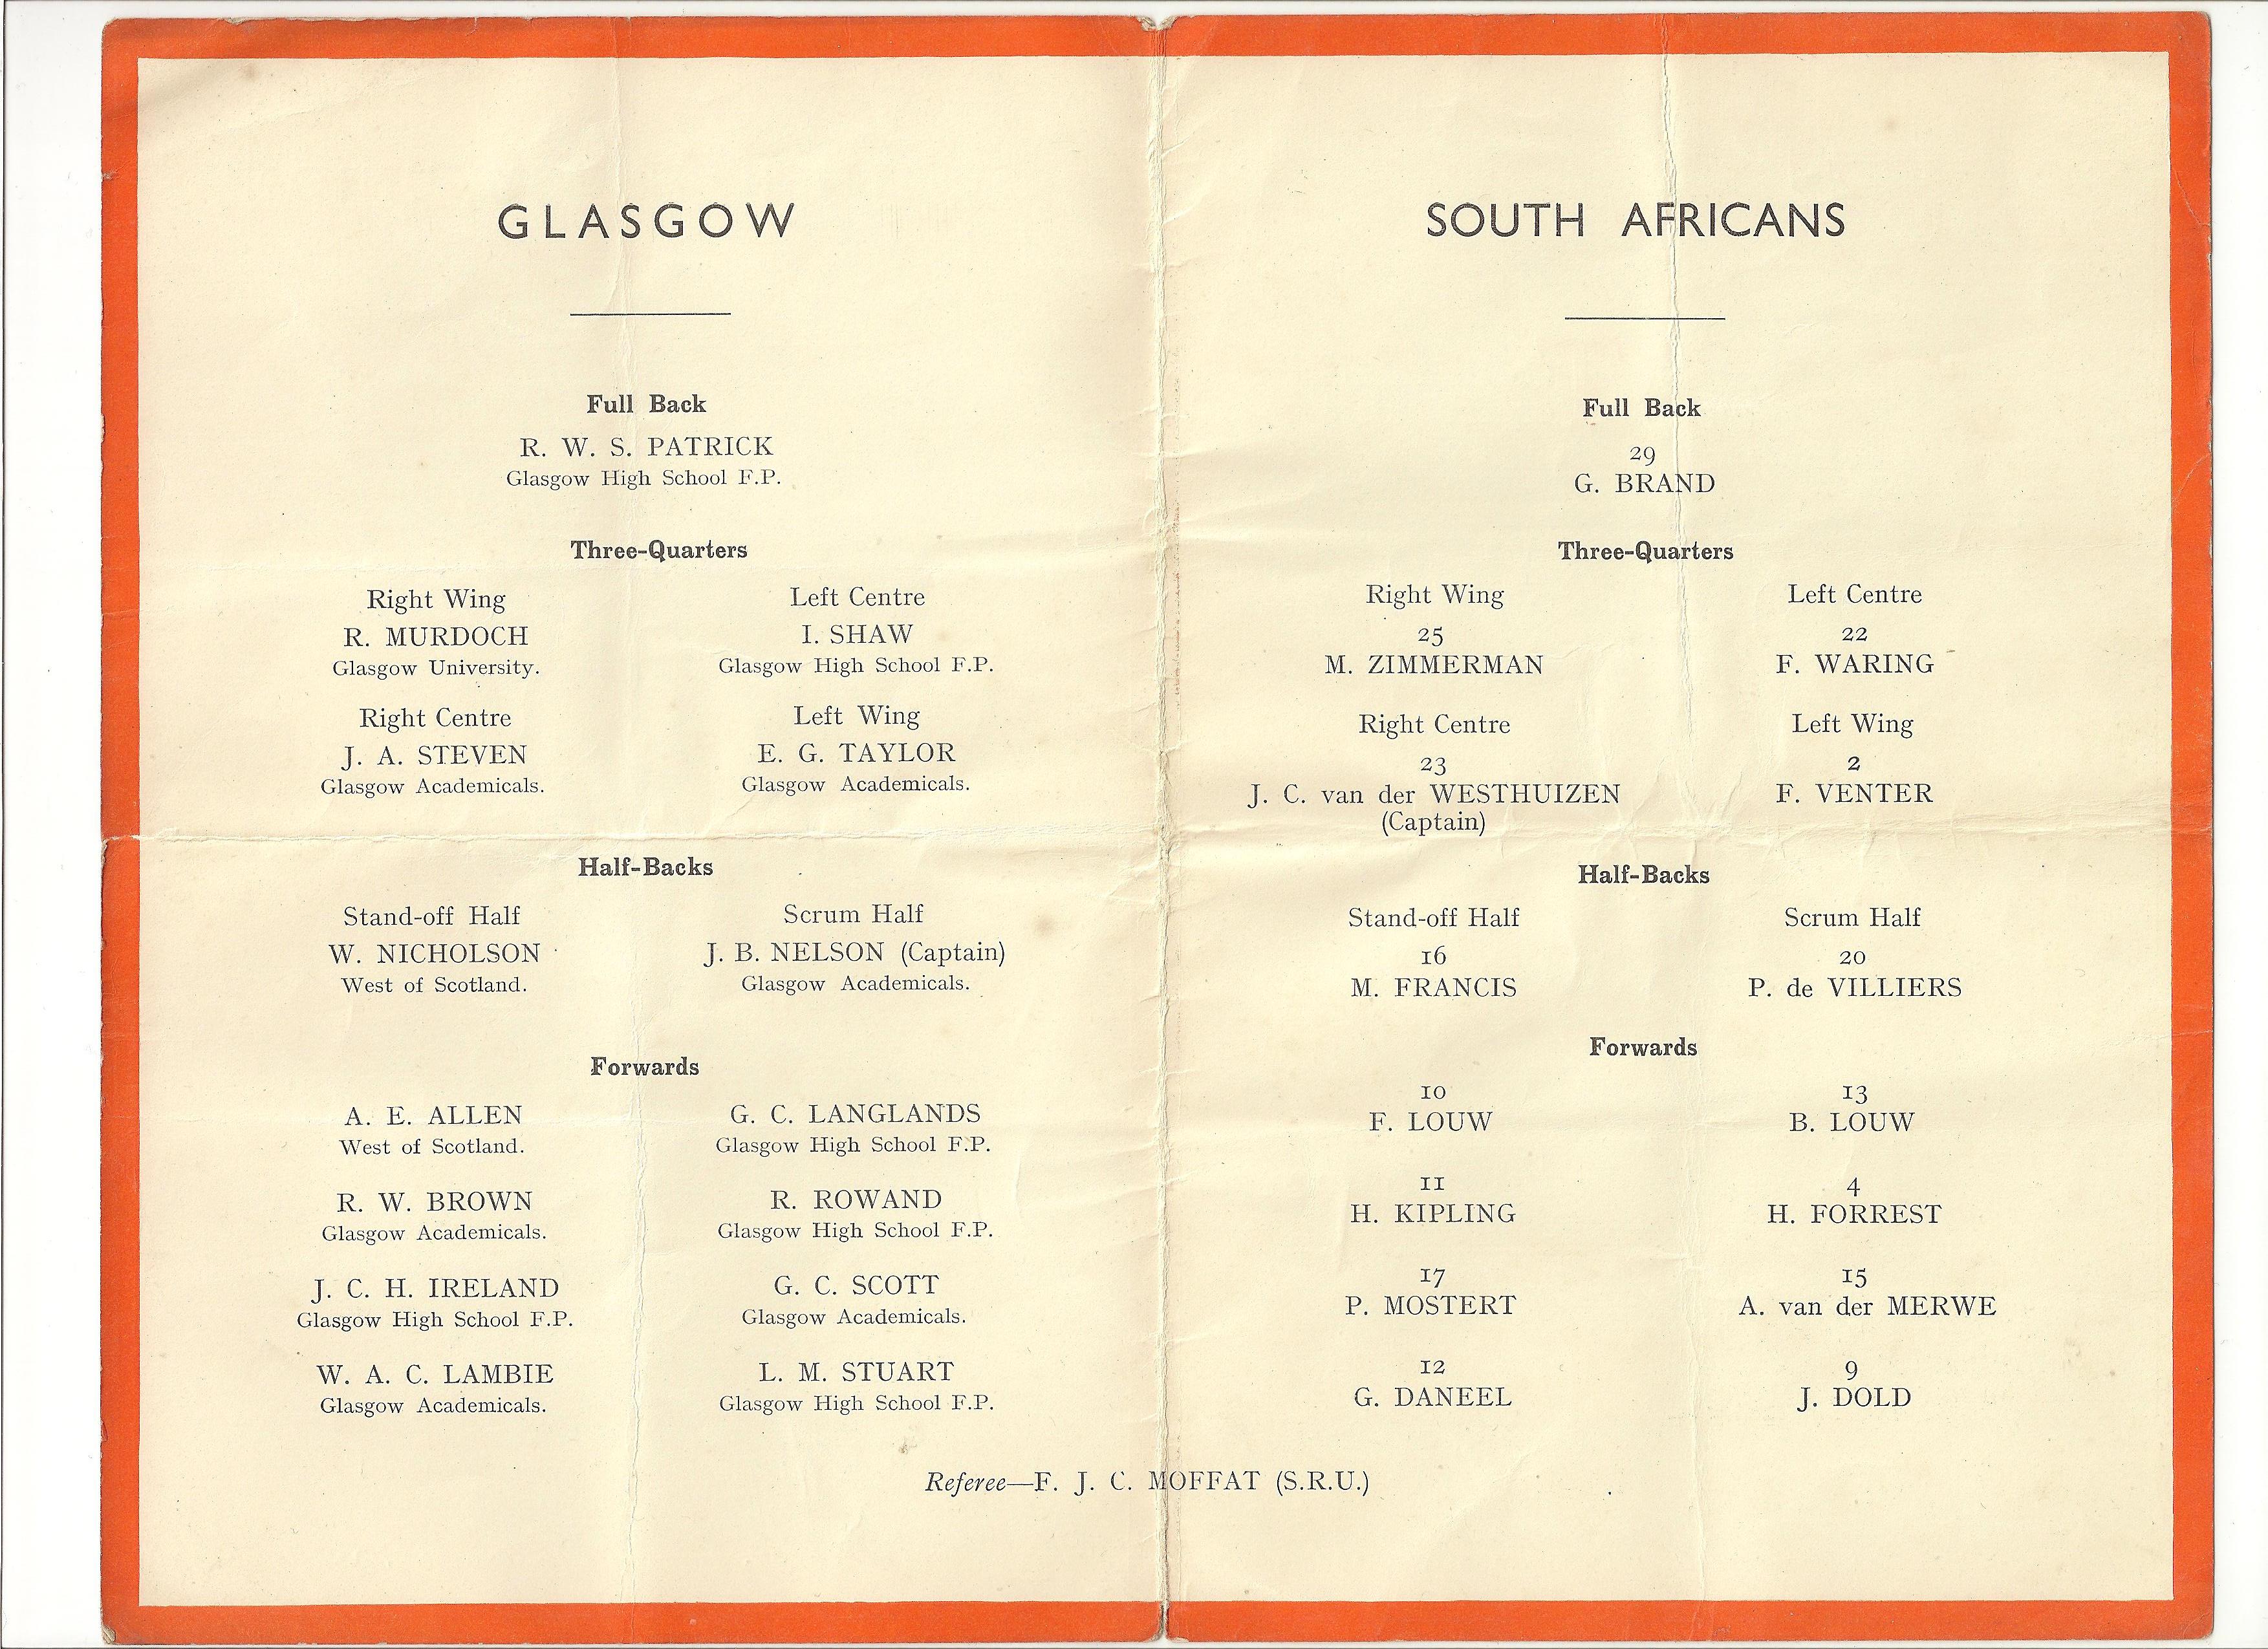 GLASGOW
Full Back
R. W. S. PATRICK
Glasgow High School F.P.
Three-Quarters
Right Wing
R. MURDOCH
Glasgow University.
Left Centre
I. SHAW
Glasgow High School F.P.
Right Centre
J. A. STEVEN
Glasgow Academicals.
Left Wing
E. G. TAYLOR
Glasgow Academicals.
Half-Backs
Stand-off Half
W. NICHOLSON
West of Scotland.
Scrum Half
J. B. NELSON (Captain)
Glasgow Academicals.
Forwards
A. E. ALLEN
West of Scotland.
G. C. LANGLANDS
Glasgow High School F.P.
R. W. BROWN
Glasgow Academicals.
R. ROWAND
Glasgow High School F.P.
J. C. H. IRELAND
Glasgow High School F.P.
G. C. SCOTT
Glasgow Academicals.
W. A. C. LAMBIE
Glasgow Academicals.
L. M. STUART
Glasgow High School F.P.
SOUTH AFRICANS
Full Back
29
G. BRAND
Three-Quarters
Right Wing
25
M. ZIMMERMAN
Left Centre
22
F. WARING
Right Centre
23
J. C. van der WESTHUIZEN
(Captain)
Left Wing
2
F. VENTER
Half-Backs
Stand-off Half
16
M. FRANCIS
Scrum Half
20
P. de VILLIERS
Forwards
10
F. LOUW
13
B. LOUW
11
H. KIPLING
4
H. FORREST
17
P. MOSTERT
15
A. van der MERWE
12
G. DANEEL
9
J. DOLD
Referee—F. J. C. MOFFAT (S.R.U.)